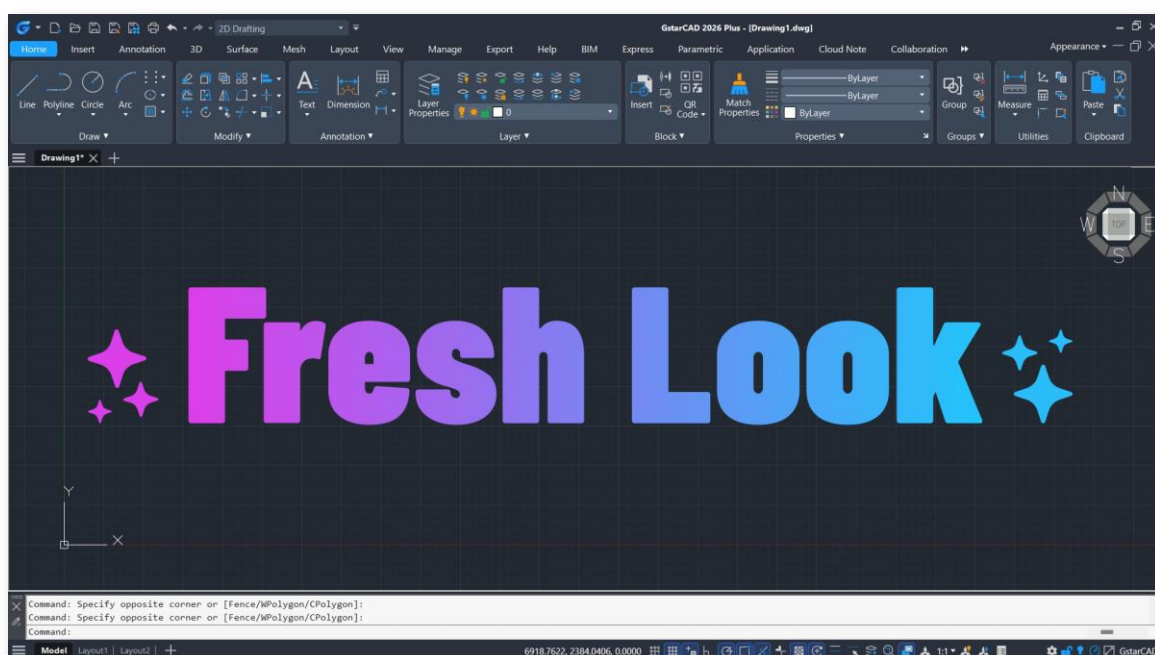 2D Drafting
GstarCAD 2026 Plus - [Drawing1.dwg]
Home Insert Annotation 3D Surface Mesh Layout View Manage Export Help BIM Express Parametric Application Cloud Note Collaboration Appearance
Line Polyline Circle Arc
Text Dimension
Layer Properties
0
Insert QR Code
Match Properties
ByLayer
ByLayer
ByLayer
Group
Measure
Paste
Draw Modify Annotation Layer Block Properties Groups Utilities Clipboard
Drawing1*
N
W TOP E
S
Fresh Look
Y
X
Command: Specify opposite corner or [Fence/WPolygon/CPolygon]:
Command: Specify opposite corner or [Fence/WPolygon/CPolygon]:
Command:
Model Layout1 Layout2 6918.7622, 2384.0406, 0.0000 1:1 GstarCAD